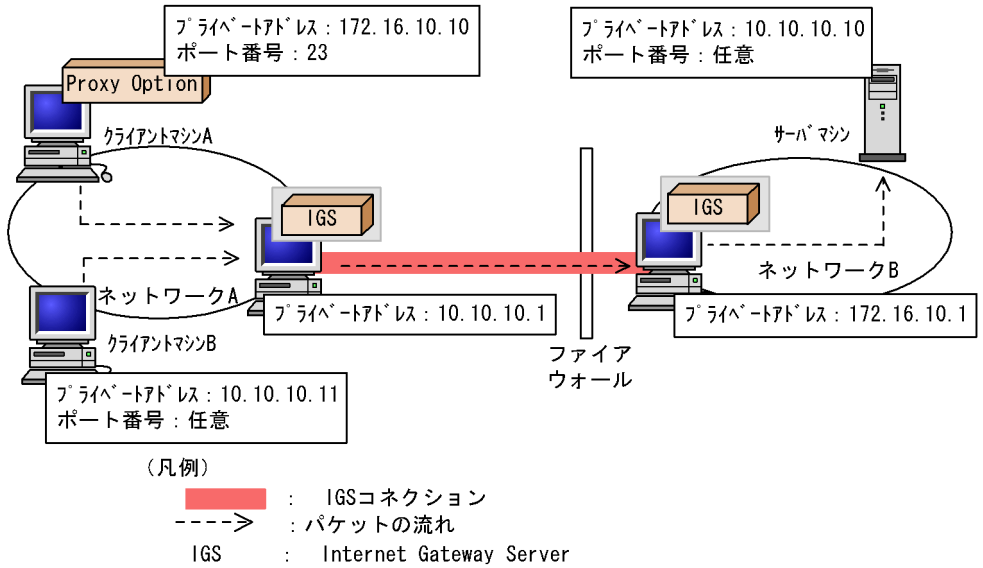 プライベートアドレス：172.16.10.10
ポート番号：23
プライベートアドレス：10.10.10.10
ポート番号：任意
Proxy Option
クライアントマシンA
サーバマシン
IGS
IGS
ネットワークA
ネットワークB
プライベートアドレス：10.10.10.1
プライベートアドレス：172.16.10.1
クライアントマシンB
ファイア
ウォール
プライベートアドレス：10.10.10.11
ポート番号：任意
（凡例）
： IGSコネクション
：パケットの流れ
IGS ： Internet Gateway Server